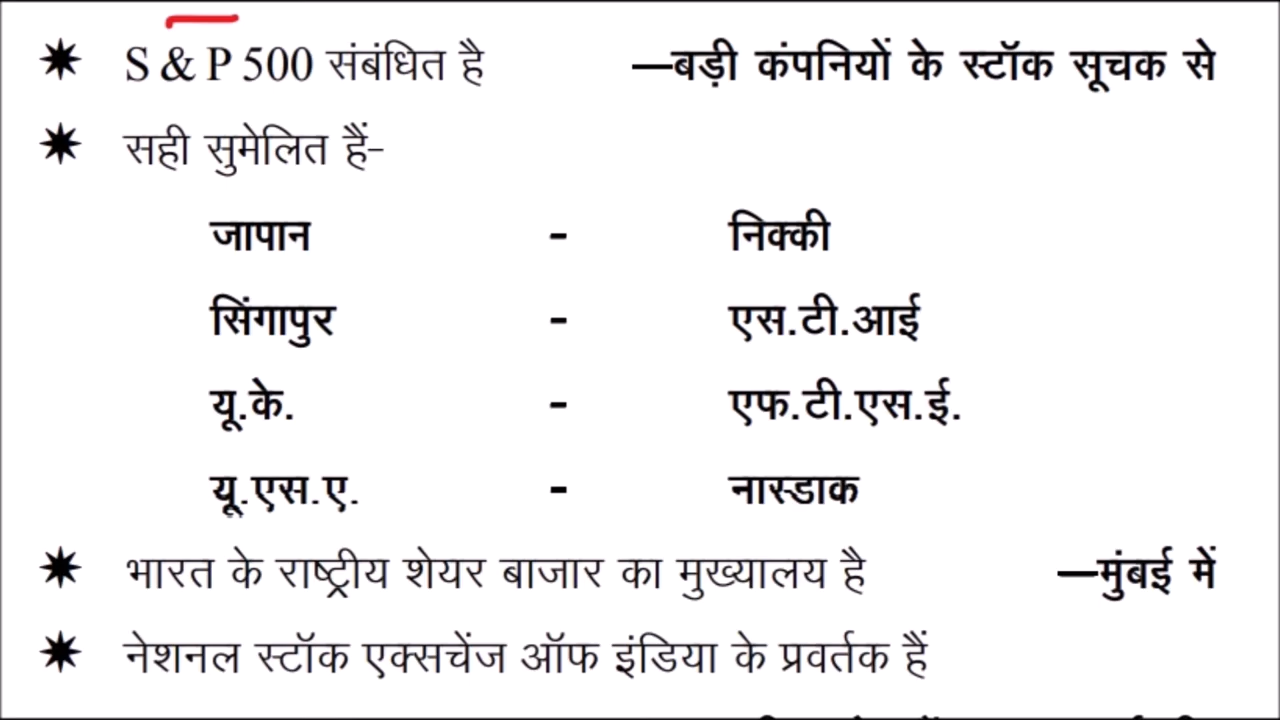 ✷ S & P 500 संबंधित है —बड़ी कंपनियों के स्टॉक सूचक से
✷ सही सुमेलित हैं-
जापान - निक्की
सिंगापुर - एस.टी.आई
यू.के. - एफ.टी.एस.ई.
यू.एस.ए. - नास्डाक
✷ भारत के राष्ट्रीय शेयर बाजार का मुख्यालय है —मुंबई में
✷ नेशनल स्टॉक एक्सचेंज ऑफ इंडिया के प्रवर्तक हैं